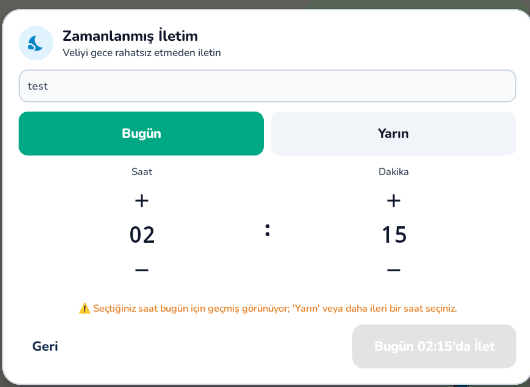 Zamanlanmış İletim
Veliyi gece rahatsız etmeden iletin
test
Bugün
Yarın
Saat
Dakika
+
+
02 : 15
−
−
⚠️ Seçtiğiniz saat bugün için geçmiş görünüyor; 'Yarın' veya daha ileri bir saat seçiniz.
Geri
Bugün 02:15'da İlet